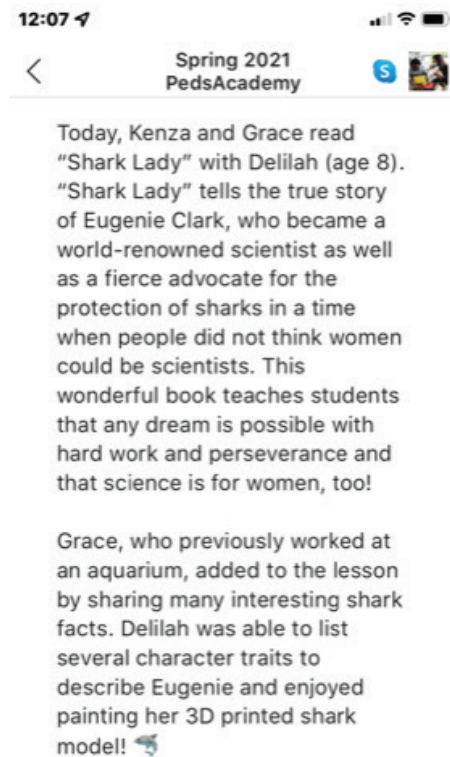 12:07
Spring 2021
PedsAcademy
Today, Kenza and Grace read
“Shark Lady” with Delilah (age 8).
“Shark Lady” tells the true story
of Eugenie Clark, who became a
world-renowned scientist as well
as a fierce advocate for the
protection of sharks in a time
when people did not think women
could be scientists. This
wonderful book teaches students
that any dream is possible with
hard work and perseverance and
that science is for women, too!
Grace, who previously worked at
an aquarium, added to the lesson
by sharing many interesting shark
facts. Delilah was able to list
several character traits to
describe Eugenie and enjoyed
painting her 3D printed shark
model! 🦈